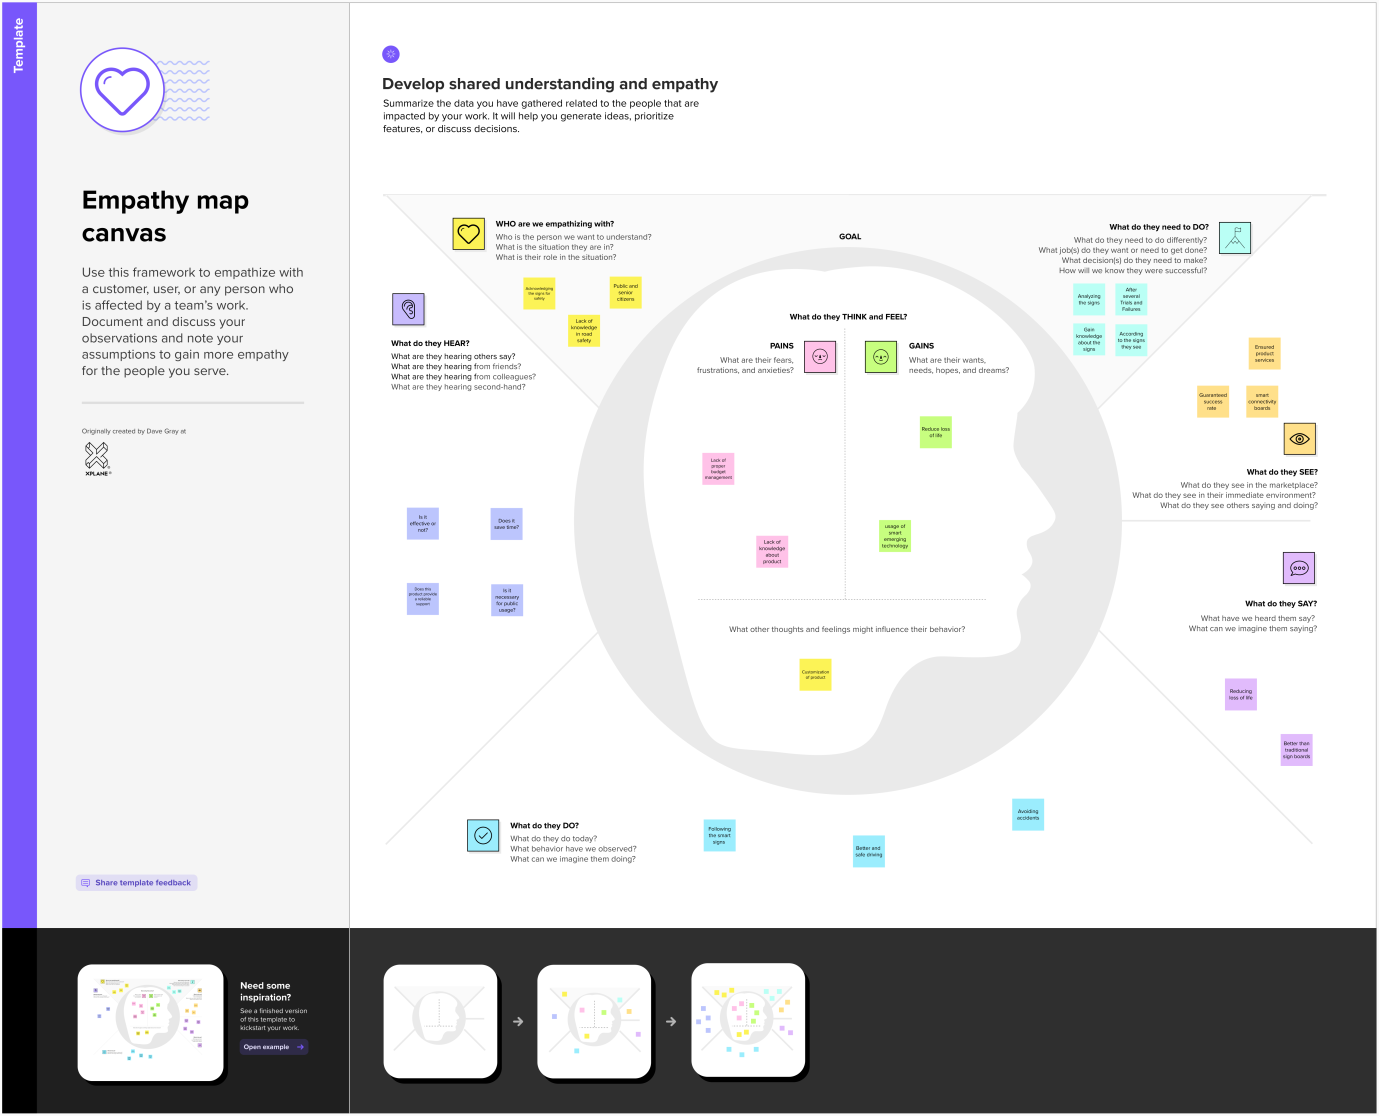 Template
Empathy map
canvas
Use this framework to empathize with
a customer, user, or any person who
is affected by a team's work.
Document and discuss your
observations and note your
assumptions to gain more empathy
for the people you serve.
Originally created by Dave Gray at
XPLANE
Share template feedback
Develop shared understanding and empathy
Summarize the data you have gathered related to the people that are
impacted by your work. It will help you generate ideas, prioritize
features, or discuss decisions.
WHO are we empathizing with?
Who is the person we want to understand?
What is the situation they are in?
What is their role in the situation?
Acknowledging
the signs for
safety
Public and
senior
citizens
Lack of
knowledge
in road
safety
GOAL
What do they need to DO?
What do they need to do differently?
What job(s) do they want or need to get done?
What decision(s) do they need to make?
How will we know they were successful?
Analyzing
the signs
After
several
Trials and
Failures
Gain
knowledge
about the
signs
According
to the signs
they see
What do they HEAR?
What are they hearing others say?
What are they hearing from friends?
What are they hearing from colleagues?
What are they hearing second-hand?
Is it
effective or
not?
Does it
save time?
Does this
product provide
a reliable
support
Is it
necessary
for public
usage?
What do they THINK and FEEL?
PAINS
What are their fears,
frustrations, and anxieties?
Lack of
proper
budget
management
Lack of
knowledge
about
product
GAINS
What are their wants,
needs, hopes, and dreams?
Reduce loss
of life
usage of
smart
emerging
technology
What other thoughts and feelings might influence their behavior?
Customization
of product
Ensured
product
services
Guaranteed
success
rate
smart
connectivity
boards
What do they SEE?
What do they see in the marketplace?
What do they see in their immediate environment?
What do they see others saying and doing?
What do they SAY?
What have we heard them say?
What can we imagine them saying?
Reducing
loss of life
Better than
traditional
sign boards
What do they DO?
What do they do today?
What behavior have we observed?
What can we imagine them doing?
Following
the smart
signs
Better and
safe driving
Avoiding
accidents
Need some
inspiration?
See a finished version
of this template to
kickstart your work.
Open example